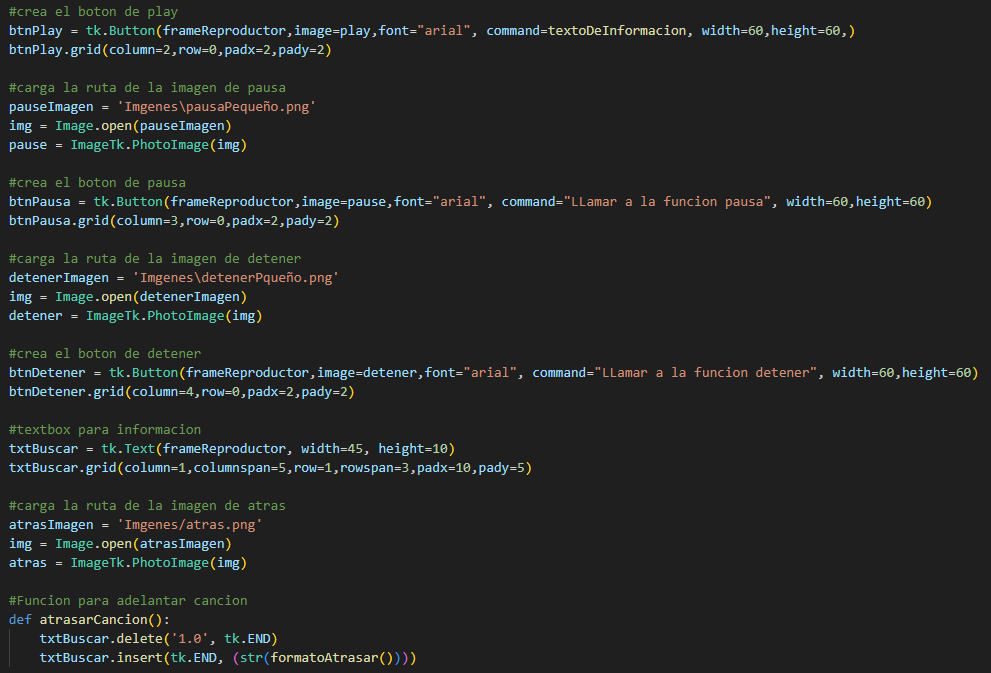 #crea el boton de play
btnPlay = tk.Button(frameReproductor,image=play,font="arial", command=textoDeInformacion, width=60,height=60,)
btnPlay.grid(column=2,row=0,padx=2,pady=2)
#carga la ruta de la imagen de pausa
pauseImagen = 'Imgenes\pausaPequeño.png'
img = Image.open(pauseImagen)
pause = ImageTk.PhotoImage(img)
#crea el boton de pausa
btnPausa = tk.Button(frameReproductor,image=pause,font="arial", command="LLamar a la funcion pausa", width=60,height=60)
btnPausa.grid(column=3,row=0,padx=2,pady=2)
#carga la ruta de la imagen de detener
detenerImagen = 'Imgenes\detenerPqueño.png'
img = Image.open(detenerImagen)
detener = ImageTk.PhotoImage(img)
#crea el boton de detener
btnDetener = tk.Button(frameReproductor,image=detener,font="arial", command="LLamar a la funcion detener", width=60,height=60)
btnDetener.grid(column=4,row=0,padx=2,pady=2)
#textbox para informacion
txtBuscar = tk.Text(frameReproductor, width=45, height=10)
txtBuscar.grid(column=1,columnspan=5,row=1,rowspan=3,padx=10,pady=5)
#carga la ruta de la imagen de atras
atrasImagen = 'Imgenes/atras.png'
img = Image.open(atrasImagen)
atras = ImageTk.PhotoImage(img)
#Funcion para adelantar cancion
def atrasarCancion():
    txtBuscar.delete('1.0', tk.END)
    txtBuscar.insert(tk.END, (str(formatoAtrasar())))